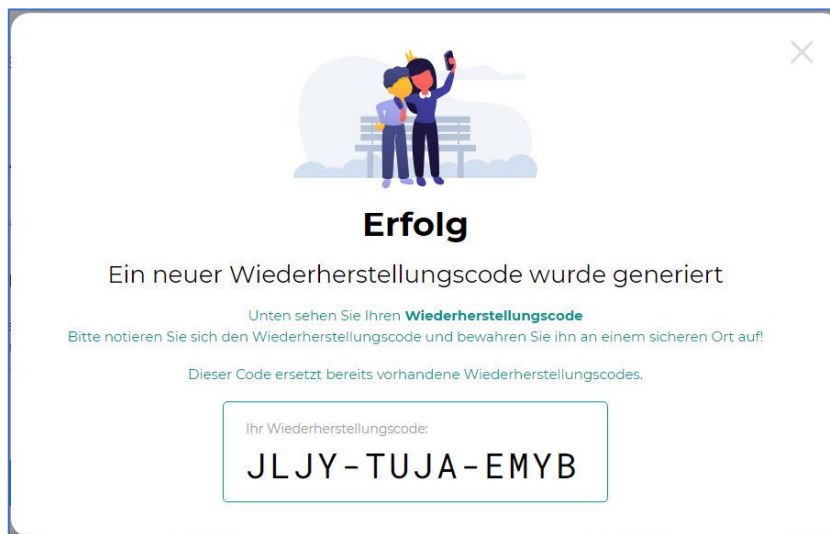 Erfolg
Ein neuer Wiederherstellungscode wurde generiert
Unten sehen Sie Ihren Wiederherstellungscode
Bitte notieren Sie sich den Wiederherstellungscode und bewahren Sie ihn an einem sicheren Ort auf!
Dieser Code ersetzt bereits vorhandene Wiederherstellungscodes.
Ihr Wiederherstellungscode:
JLJY-TUJA-EMYB